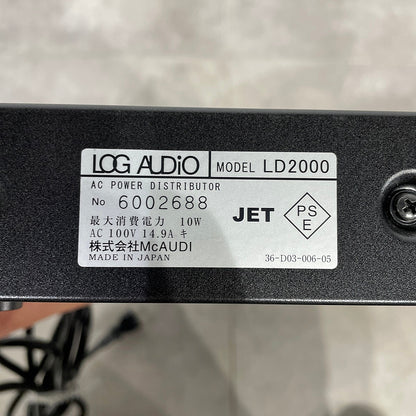 LOG AUDIO MODEL LD2000
AC POWER DISTRIBUTOR
No 6002688
最大消費電力 10W
AC 100V 14.9A キ
株式会社McAUDI
MADE IN JAPAN
JET
PS
E
36-D03-006-05